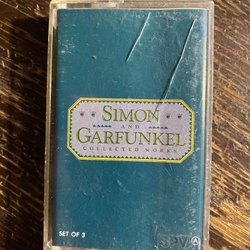 SIMON
AND
GARFUNKEL
COLLECTED WORKS
SET OF 3